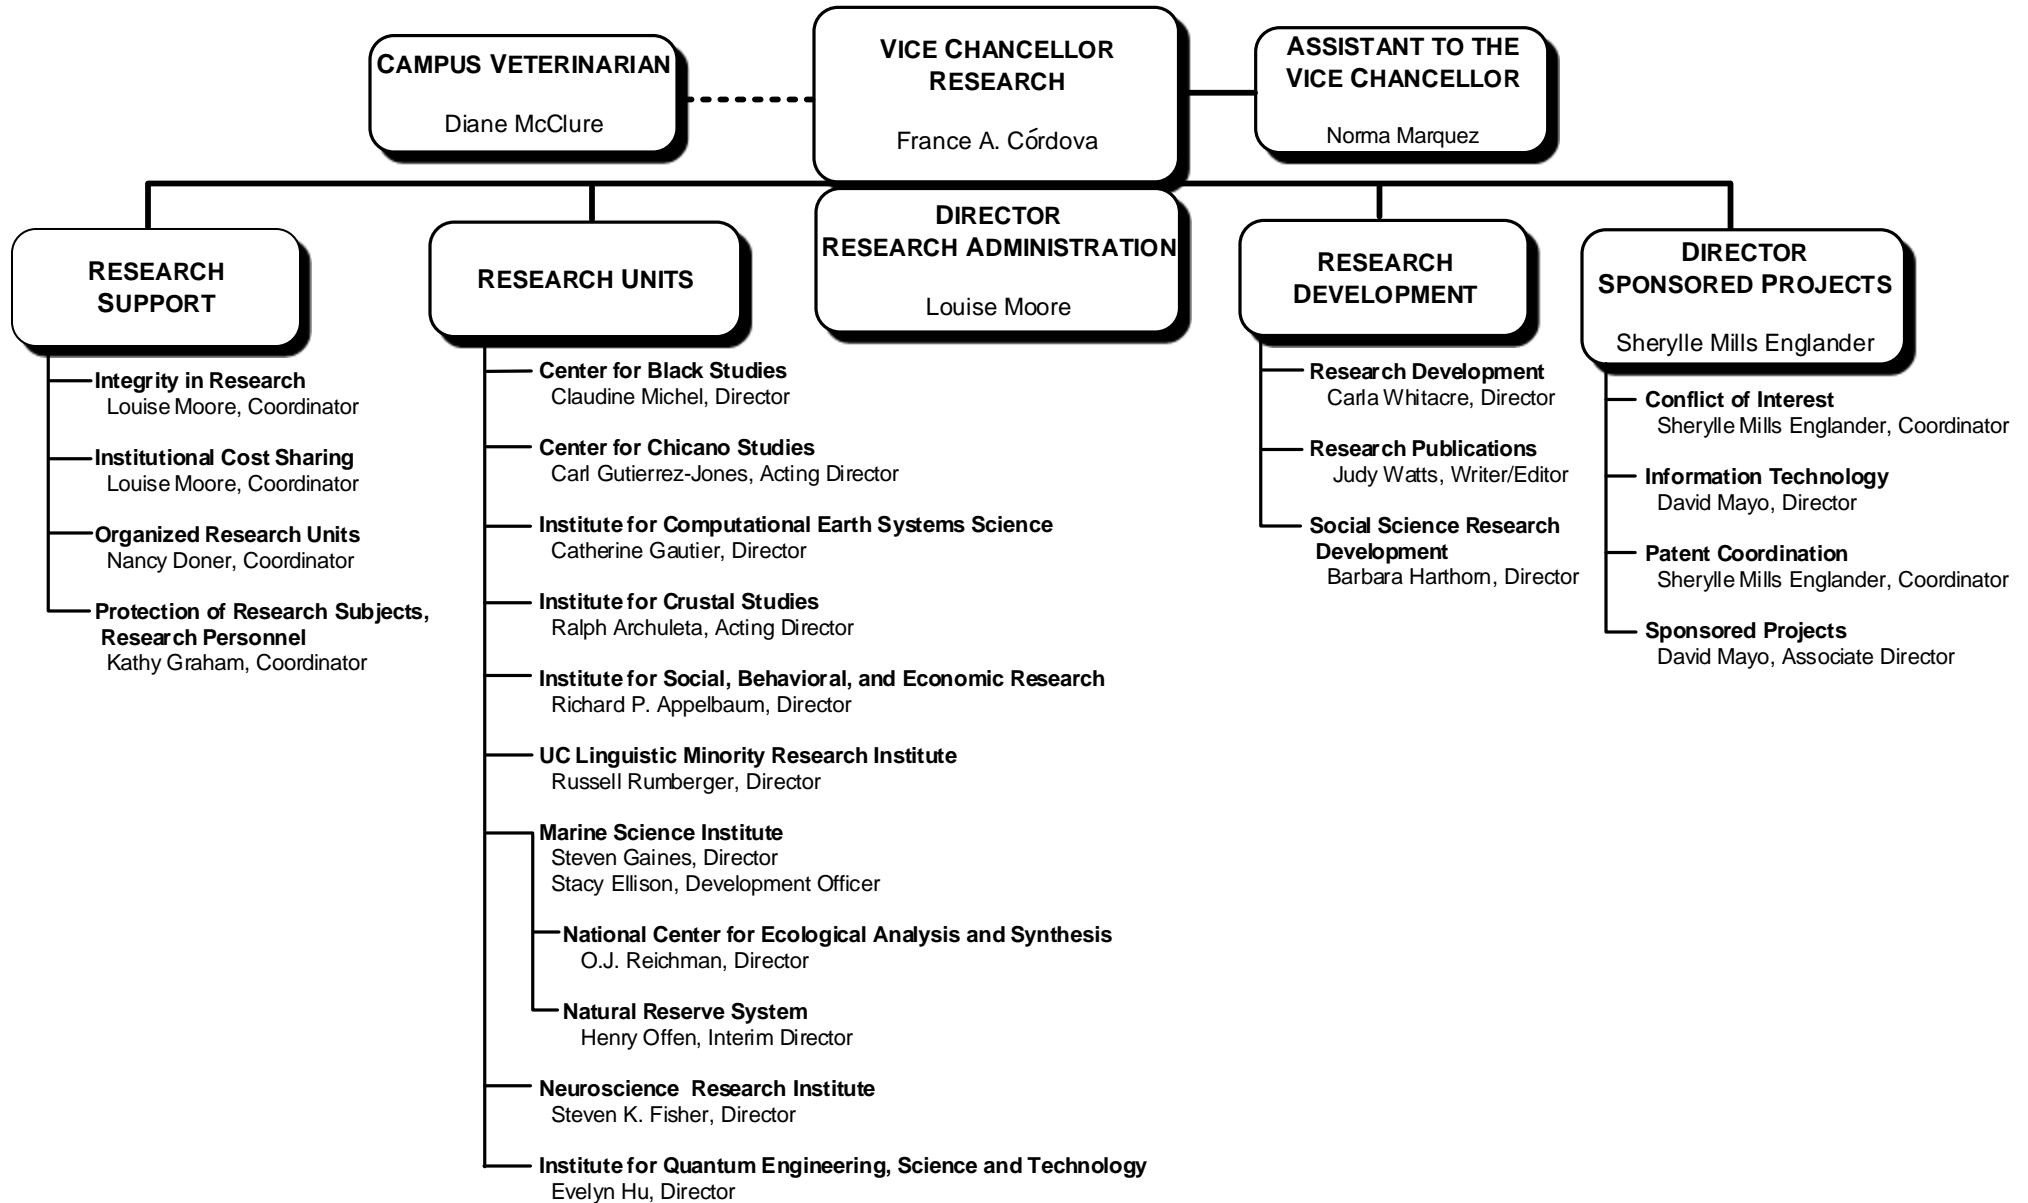 CAMPUS VETERINARIAN
Diane McClure
VICE CHANCELLOR
RESEARCH
France A. Córdova
ASSISTANT TO THE
VICE CHANCELLOR
Norma Marquez
DIRECTOR
RESEARCH ADMINISTRATION
Louise Moore
RESEARCH
SUPPORT
Integrity in Research
Louise Moore, Coordinator
Institutional Cost Sharing
Louise Moore, Coordinator
Organized Research Units
Nancy Doner, Coordinator
Protection of Research Subjects,
Research Personnel
Kathy Graham, Coordinator
RESEARCH UNITS
Center for Black Studies
Claudine Michel, Director
Center for Chicano Studies
Carl Gutierrez-Jones, Acting Director
Institute for Computational Earth Systems Science
Catherine Gautier, Director
Institute for Crustal Studies
Ralph Archuleta, Acting Director
Institute for Social, Behavioral, and Economic Research
Richard P. Appelbaum, Director
UC Linguistic Minority Research Institute
Russell Rumberger, Director
Marine Science Institute
Steven Gaines, Director
Stacy Ellison, Development Officer
National Center for Ecological Analysis and Synthesis
O.J. Reichman, Director
Natural Reserve System
Henry Offen, Interim Director
Neuroscience Research Institute
Steven K. Fisher, Director
Institute for Quantum Engineering, Science and Technology
Evelyn Hu, Director
RESEARCH
DEVELOPMENT
Research Development
Carla Whitacre, Director
Research Publications
Judy Watts, Writer/Editor
Social Science Research
Development
Barbara Harthorn, Director
DIRECTOR
SPONSORED PROJECTS
Sherylle Mills Englander
Conflict of Interest
Sherylle Mills Englander, Coordinator
Information Technology
David Mayo, Director
Patent Coordination
Sherylle Mills Englander, Coordinator
Sponsored Projects
David Mayo, Associate Director